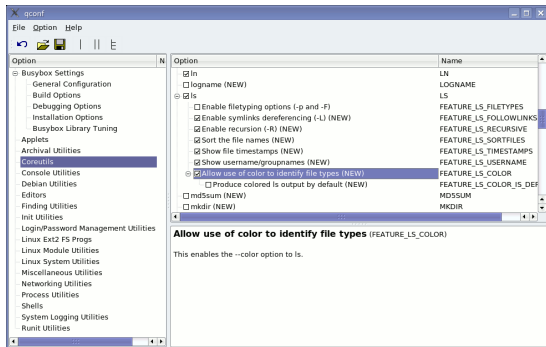 qconf
File Option Help
Option N
Busybox Settings
General Configuration
Build Options
Debugging Options
Installation Options
Busybox Library Tuning
Applets
Archival Utilities
Coreutils
Console Utilities
Debian Utilities
Editors
Finding Utilities
Init Utilities
Login/Password Management Utilities
Linux Ext2 FS Progs
Linux Module Utilities
Linux System Utilities
Miscellaneous Utilities
Networking Utilities
Process Utilities
Shells
System Logging Utilities
Runit Utilities
Option Name
ln LN
logname (NEW) LOGNAME
ls LS
Enable filetyping options (-p and -F) FEATURE_LS_FILETYPES
Enable symlinks dereferencing (-L) (NEW) FEATURE_LS_FOLLOWLINKS
Enable recursion (-R) (NEW) FEATURE_LS_RECURSIVE
Sort the file names (NEW) FEATURE_LS_SORTFILES
Show file timestamps (NEW) FEATURE_LS_TIMESTAMPS
Show username/groupnames (NEW) FEATURE_LS_USERNAME
Allow use of color to identify file types (NEW) FEATURE_LS_COLOR
Produce colored ls output by default (NEW) FEATURE_LS_COLOR_IS_DEF
md5sum (NEW) MD5SUM
mkdir (NEW) MKDIR
Allow use of color to identify file types (FEATURE_LS_COLOR)
This enables the --color option to ls.